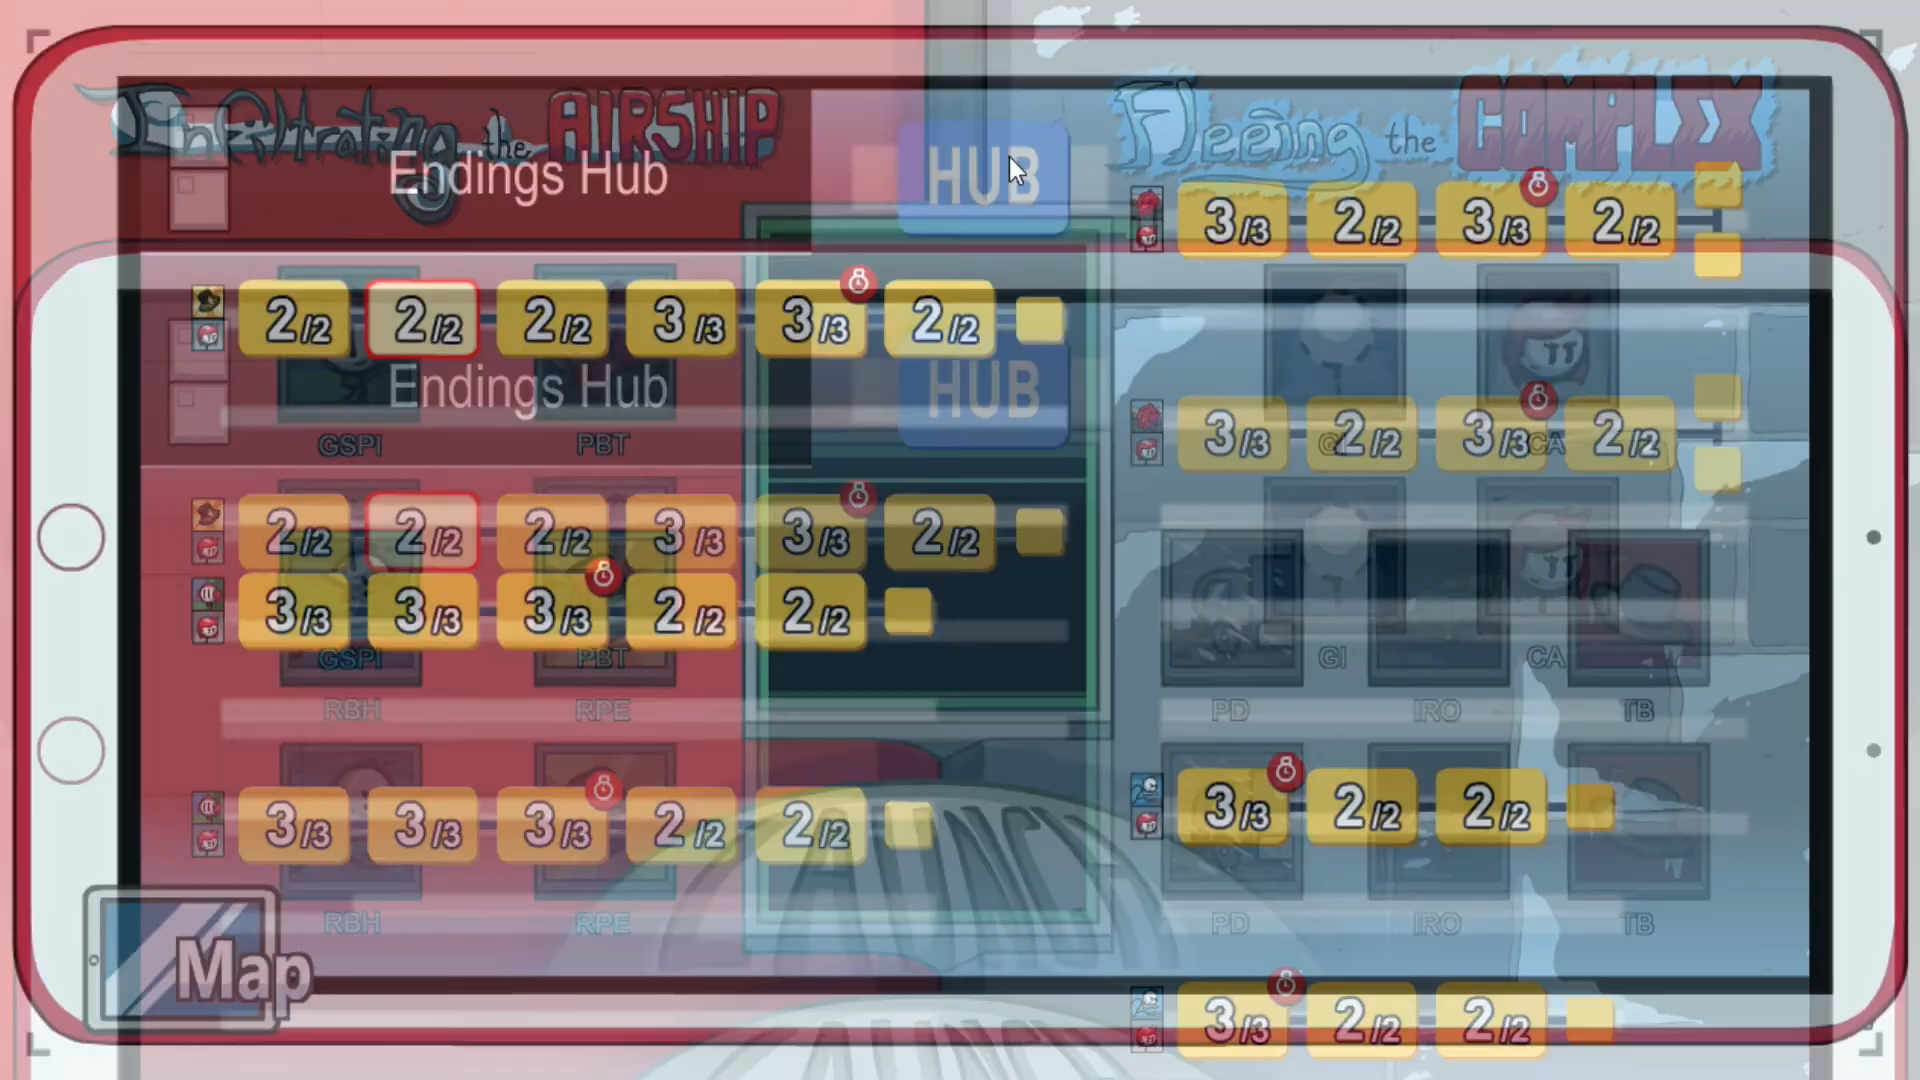 Infiltrating the AIRSHIP
Fleeing the COMPLEX
Endings Hub
HUB
3/3 2/2 3/3 2/2
2/2 2/2 2/2 3/3 3/3 2/2
Endings Hub
HUB
3/3 2/2 3/3 2/2
GSPI PBT
GI CA
2/2 2/2 2/2 3/3 3/3 2/2
3/3 3/3 3/3 2/2 2/2
GSPI PBT
GI CA
RBH RPE
PD IRO TB
3/3 2/2 2/2
3/3 3/3 3/3 2/2 2/2
LAUNCH
RBH RPE
PD IRO TB
Map
3/3 2/2 2/2